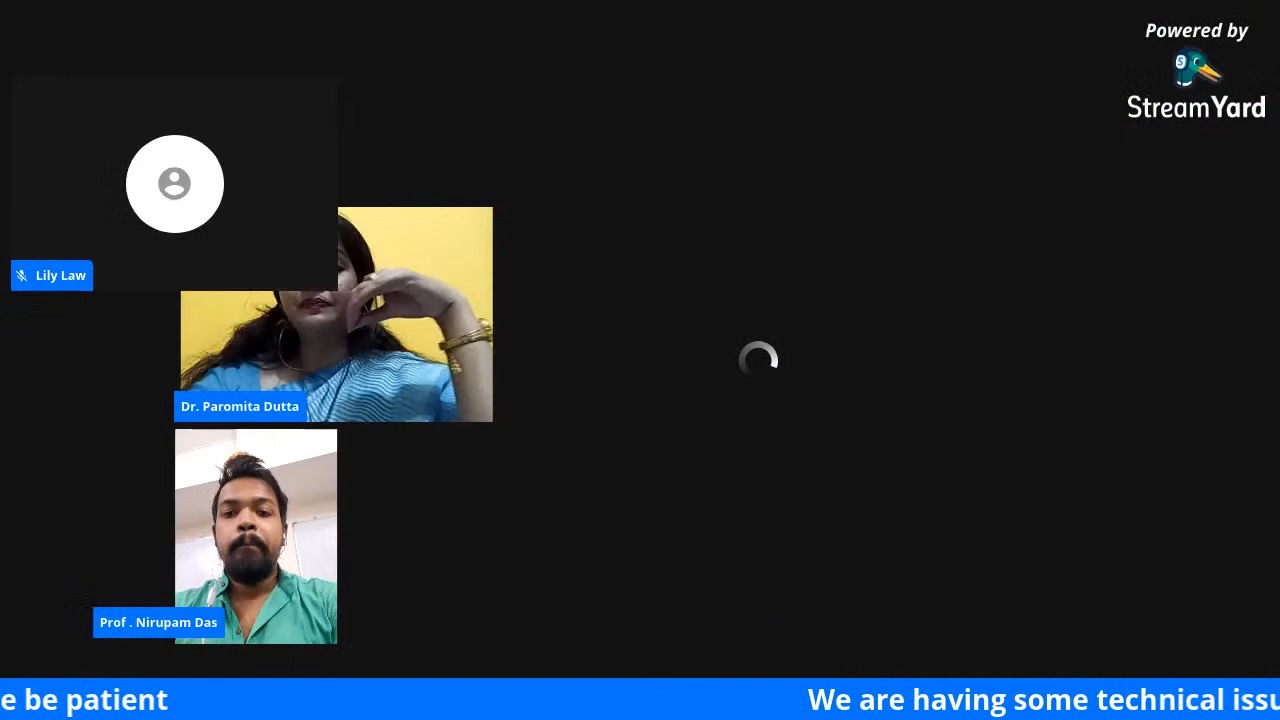 Powered by
StreamYard
Lily Law
Dr. Paromita Dutta
Prof . Nirupam Das
e be patient
We are having some technical issu